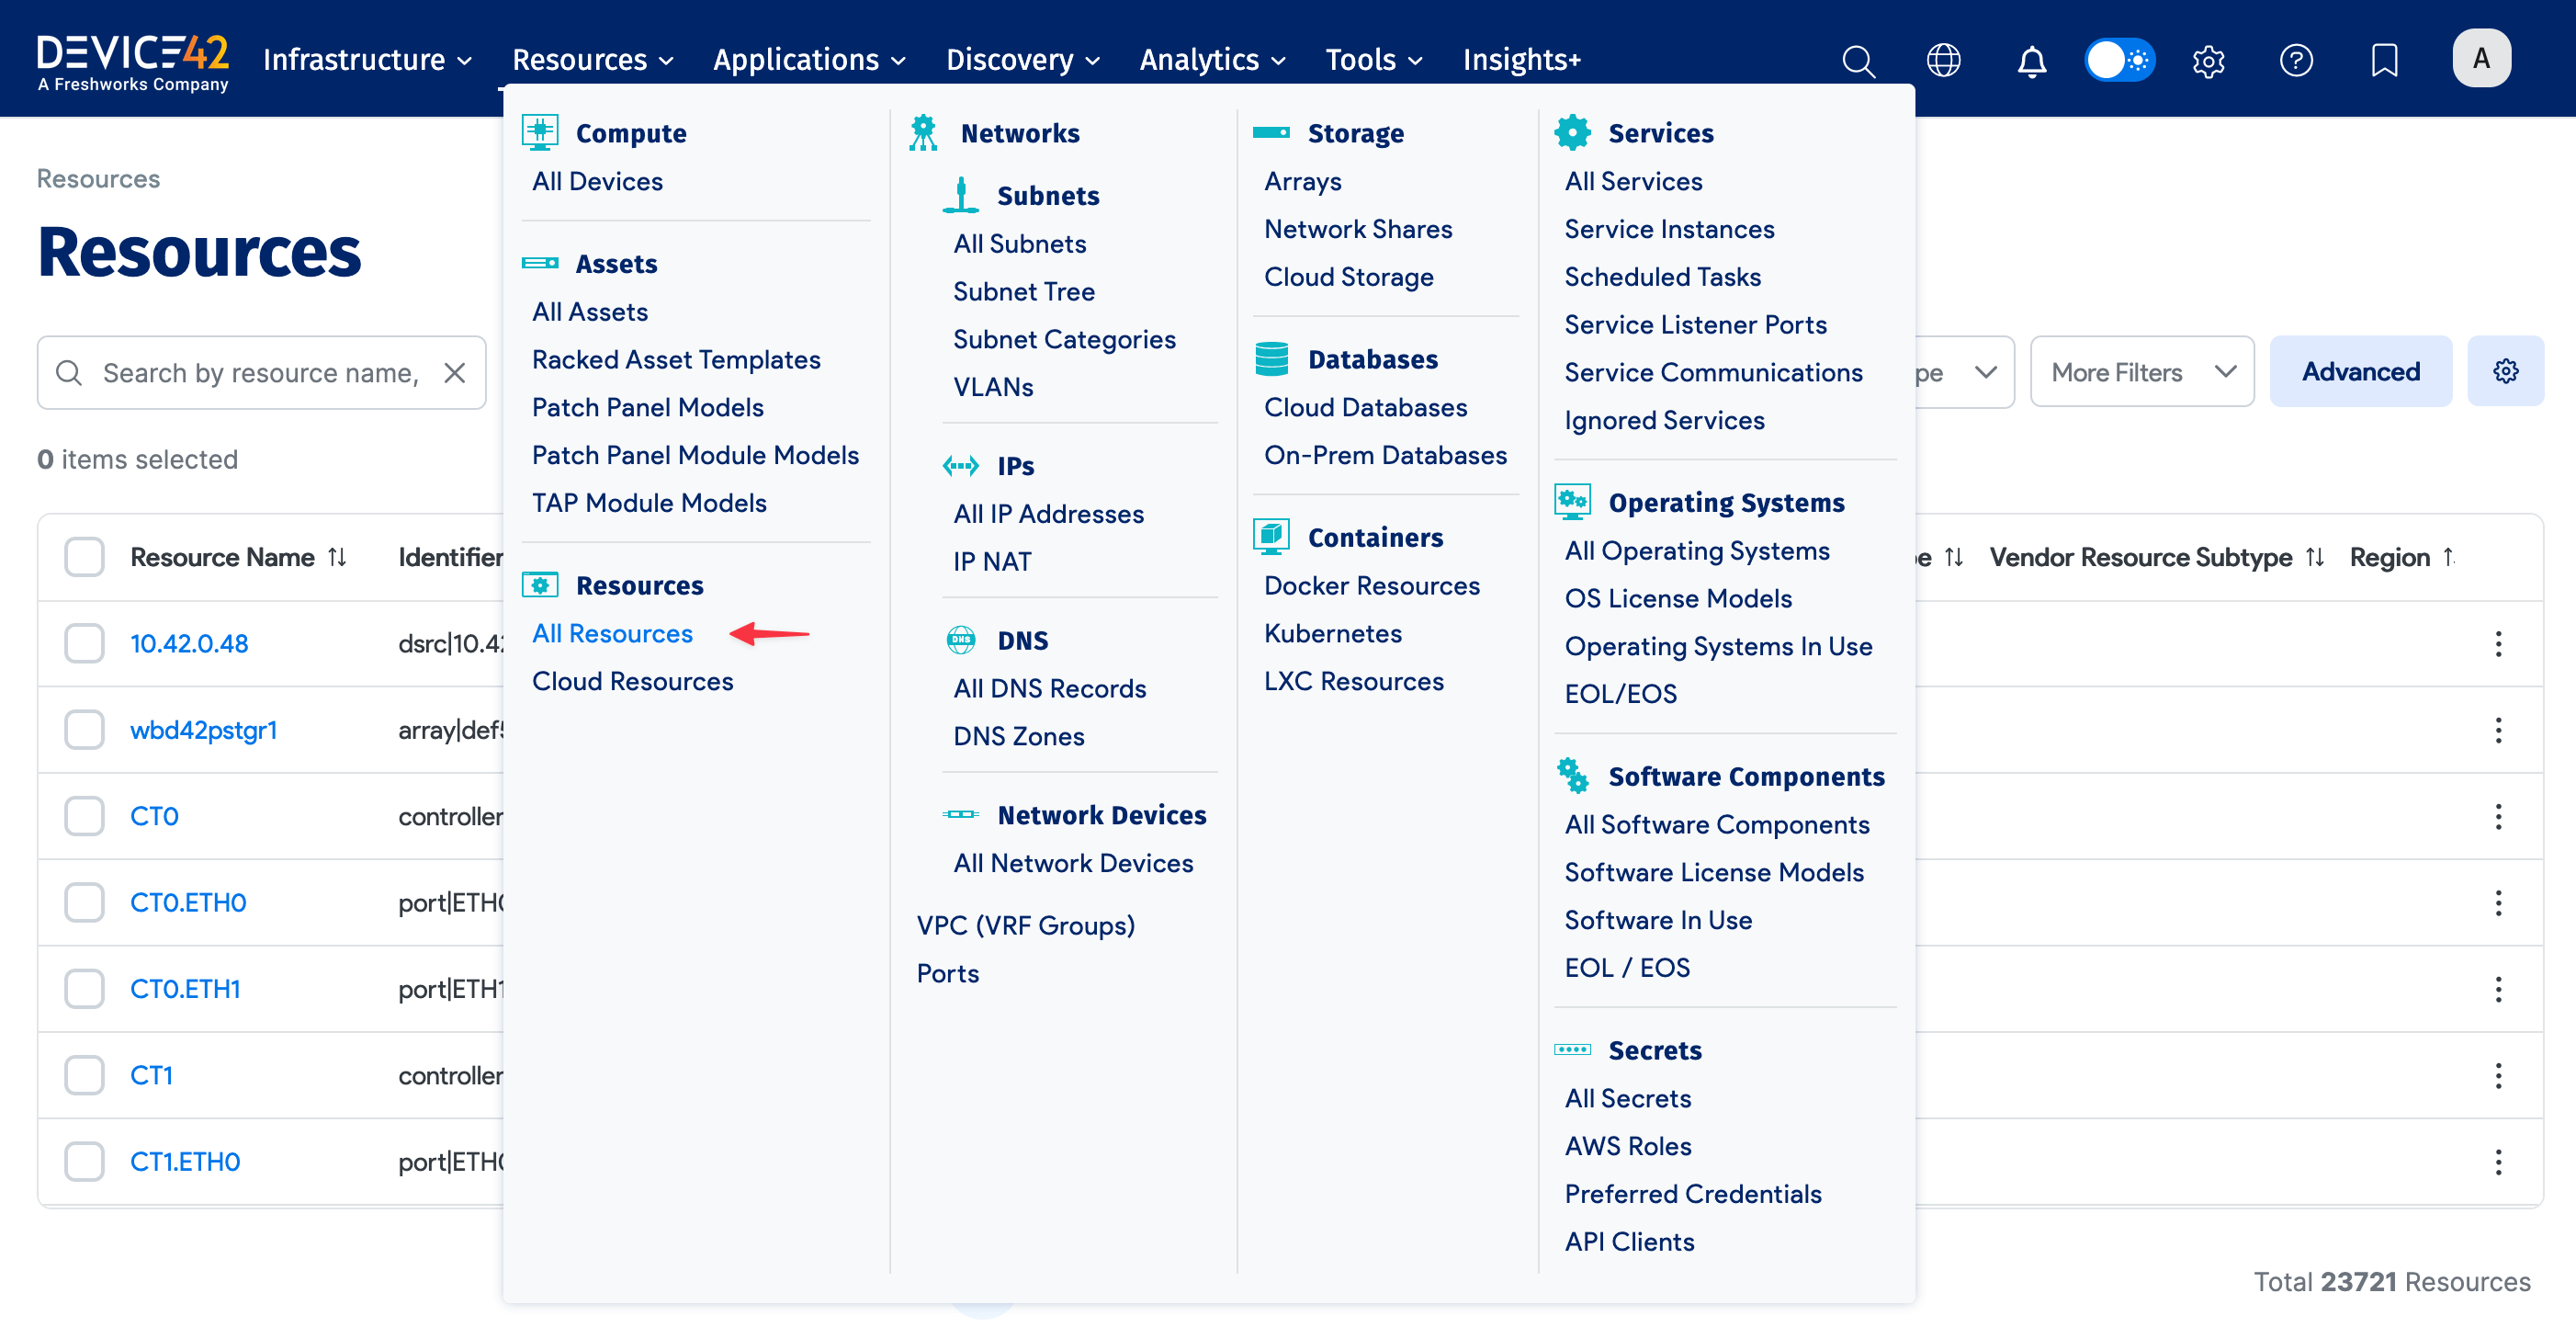 DEVICE42
A Freshworks Company
Infrastructure
Resources
Applications
Discovery
Analytics
Tools
Insights+
A
Resources
Resources
Search by resource name,
0 items selected
More Filters
Advanced
Resource Name
Identifier
Vendor Resource Subtype
Region
10.42.0.48
dsrc|10.42
wbd42pstgr1
array|def5
CT0
controller
CT0.ETH0
port|ETH0
CT0.ETH1
port|ETH1
CT1
controller
CT1.ETH0
port|ETH0
Total 23721 Resources
Compute
All Devices
Assets
All Assets
Racked Asset Templates
Patch Panel Models
Patch Panel Module Models
TAP Module Models
Resources
All Resources
Cloud Resources
Networks
Subnets
All Subnets
Subnet Tree
Subnet Categories
VLANs
IPs
All IP Addresses
IP NAT
DNS
DNS
All DNS Records
DNS Zones
Network Devices
All Network Devices
VPC (VRF Groups)
Ports
Storage
Arrays
Network Shares
Cloud Storage
Databases
Cloud Databases
On-Prem Databases
Containers
Docker Resources
Kubernetes
LXC Resources
Services
All Services
Service Instances
Scheduled Tasks
Service Listener Ports
Service Communications
Ignored Services
Operating Systems
All Operating Systems
OS License Models
Operating Systems In Use
EOL/EOS
Software Components
All Software Components
Software License Models
Software In Use
EOL / EOS
Secrets
All Secrets
AWS Roles
Preferred Credentials
API Clients